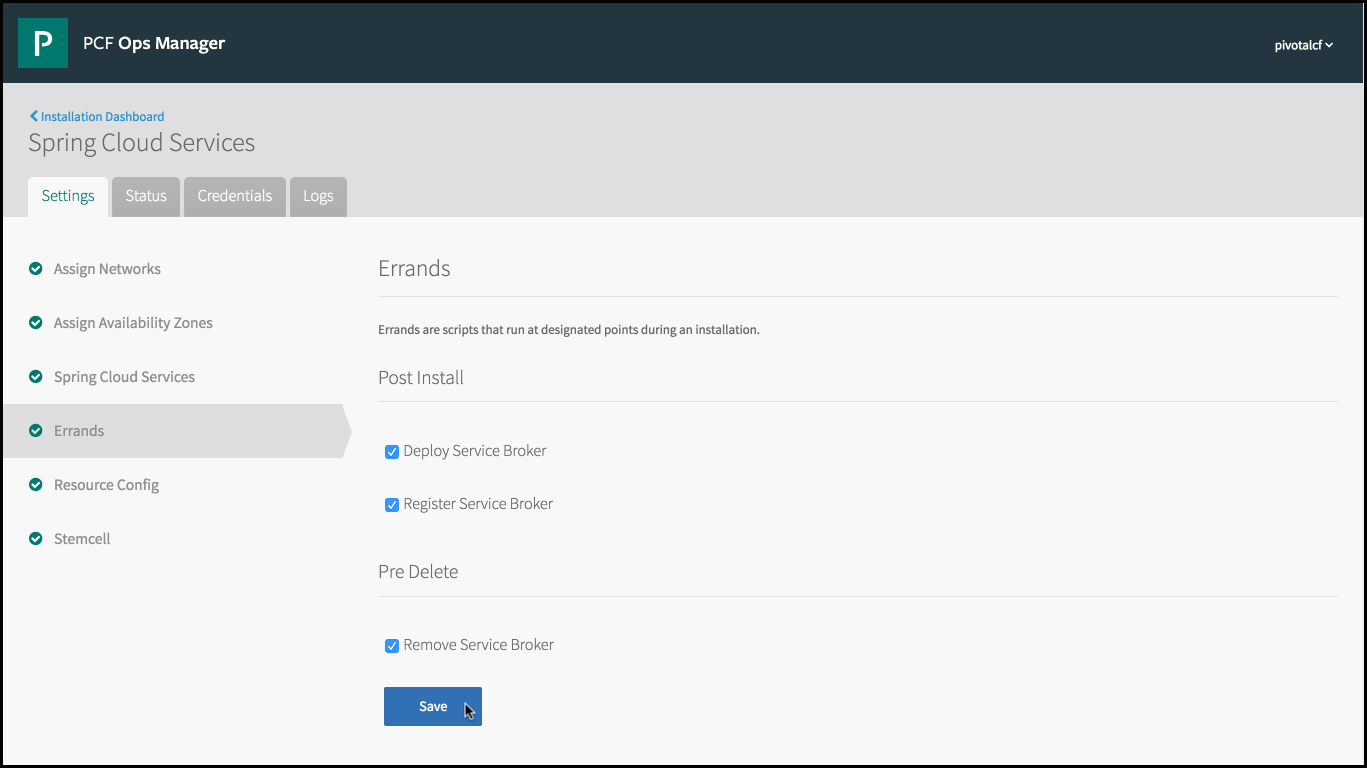 P PCF Ops Manager
pivotalcf
Installation Dashboard
Spring Cloud Services
Settings Status Credentials Logs
Assign Networks
Assign Availability Zones
Spring Cloud Services
Errands
Resource Config
Stemcell
Errands
Errands are scripts that run at designated points during an installation.
Post Install
Deploy Service Broker
Register Service Broker
Pre Delete
Remove Service Broker
Save